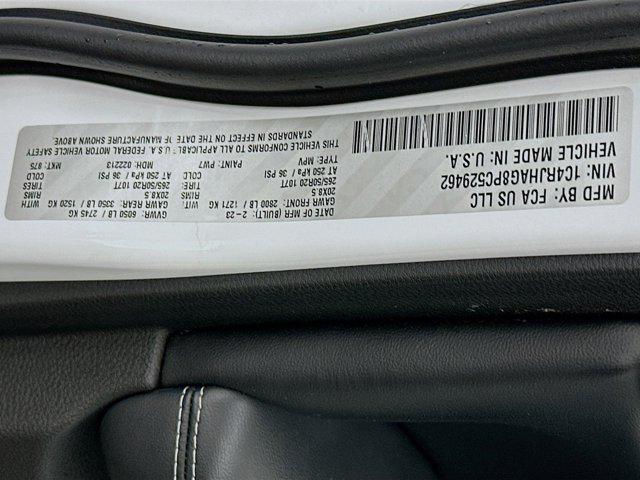 MFD BY: FCA US LLC
DATE OF MFR (BUILT): 2-23
GVWR: 6050 LB / 2745 KG
GAWR FRONT: 2800 LB / 1271 KG WITH
20X8.5 RIMS
265/50R20 107T TIRES
AT 250 kPa / 36 PSI COLD
GAWR REAR: 3350 LB / 1520 KG WITH
20X8.5 RIMS
265/50R20 107T TIRES
AT 250 kPa / 36 PSI COLD
TYPE: MPV PAINT: PW7 MDH: 022213 MKT: 875
THIS VEHICLE CONFORMS TO ALL APPLICABLE U.S.A. FEDERAL MOTOR VEHICLE SAFETY
STANDARDS IN EFFECT ON THE DATE OF MANUFACTURE SHOWN ABOVE.
VIN: 1C4RJHAG8PC529462
VEHICLE MADE IN: U.S.A.